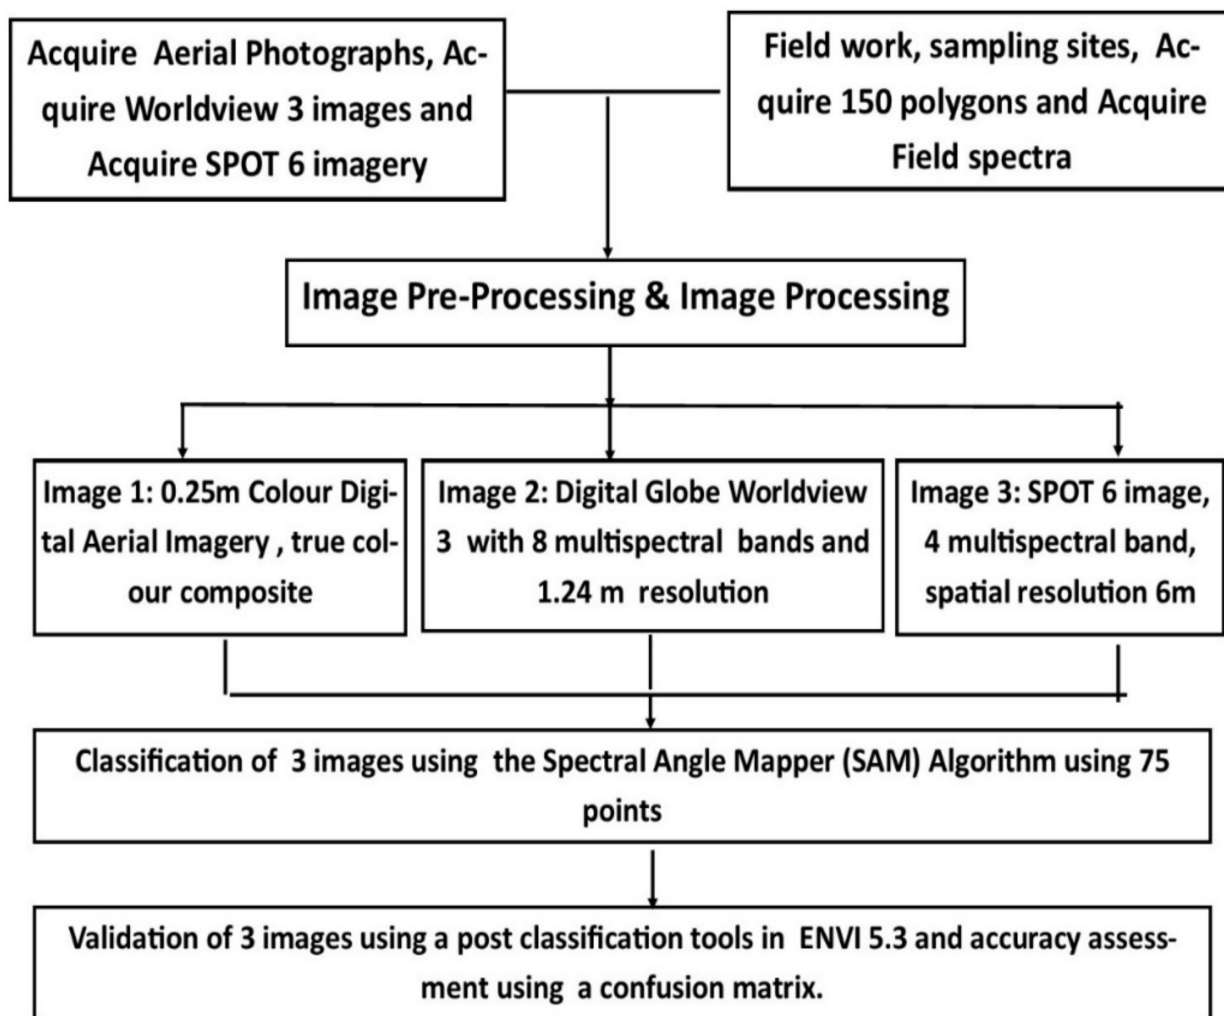 Acquire Aerial Photographs, Ac-
quire Worldview 3 images and
Acquire SPOT 6 imagery
Field work, sampling sites, Ac-
quire 150 polygons and Acquire
Field spectra
Image Pre-Processing & Image Processing
Image 1: 0.25m Colour Digi-
tal Aerial Imagery , true col-
our composite
Image 2: Digital Globe Worldview
3 with 8 multispectral bands and
1.24 m resolution
Image 3: SPOT 6 image,
4 multispectral band,
spatial resolution 6m
Classification of 3 images using the Spectral Angle Mapper (SAM) Algorithm using 75
points
Validation of 3 images using a post classification tools in ENVI 5.3 and accuracy assess-
ment using a confusion matrix.